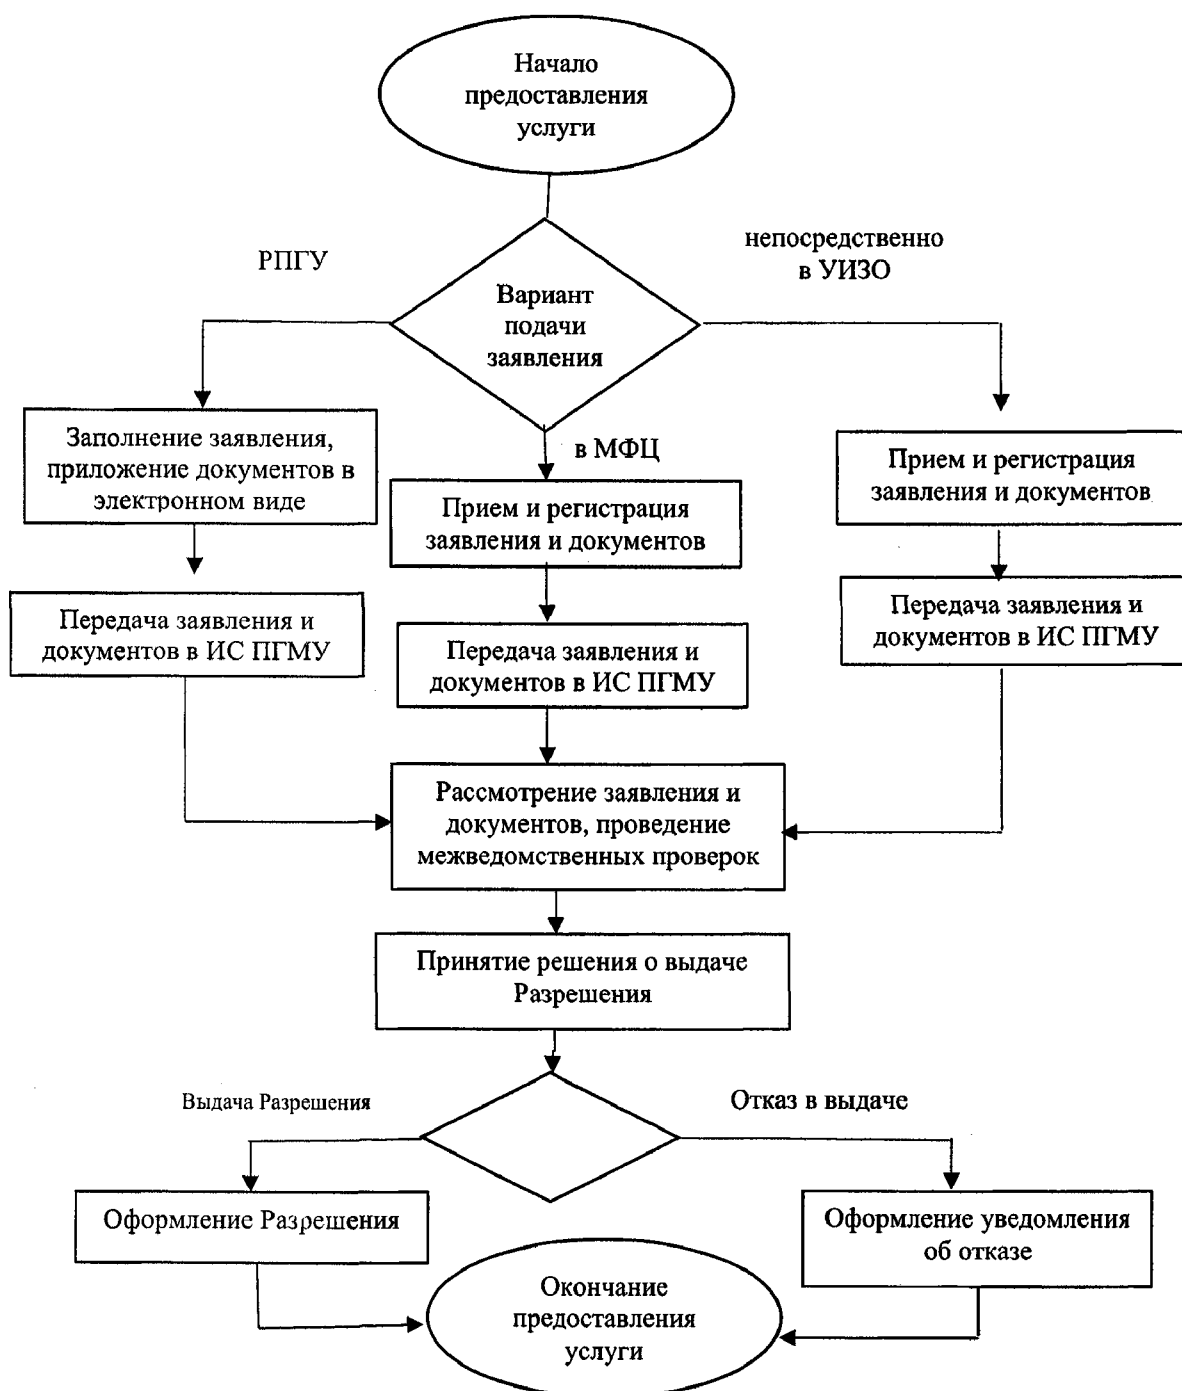 Начало
предоставления
услуги
РПГУ
непосредственно
в УИЗО
Вариант
подачи
заявления
Заполнение заявления,
приложение документов в
электронном виде
в МФЦ
Прием и регистрация
заявления и документов
Прием и регистрация
заявления и документов
Передача заявления и
документов в ИС ПГМУ
Передача заявления и
документов в ИС ПГМУ
Передача заявления и
документов в ИС ПГМУ
Рассмотрение заявления и
документов, проведение
межведомственных проверок
Принятие решения о выдаче
Разрешения
Выдача Разрешения
Отказ в выдаче
Оформление Разрешения
Оформление уведомления
об отказе
Окончание
предоставления
услуги